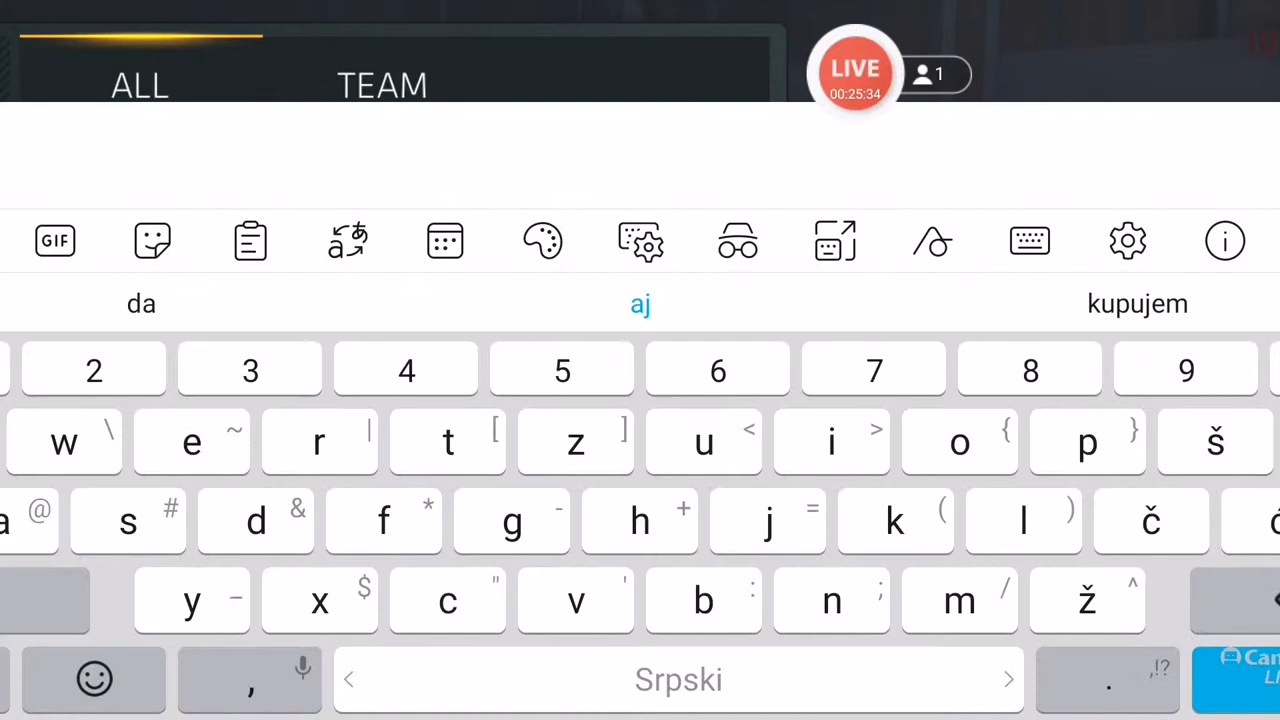 ALL TEAM
LIVE
00:25:34
1
GIF
da aj kupujem
2 3 4 5 6 7 8 9
w \ e ~ r | t [ z ] u < i > o { p } š
a @ s # d & f * g - h + j = k ( l ) č ć
y _ x $ c " v ' b : n ; m / ž ^
, < Srpski > . ,!?